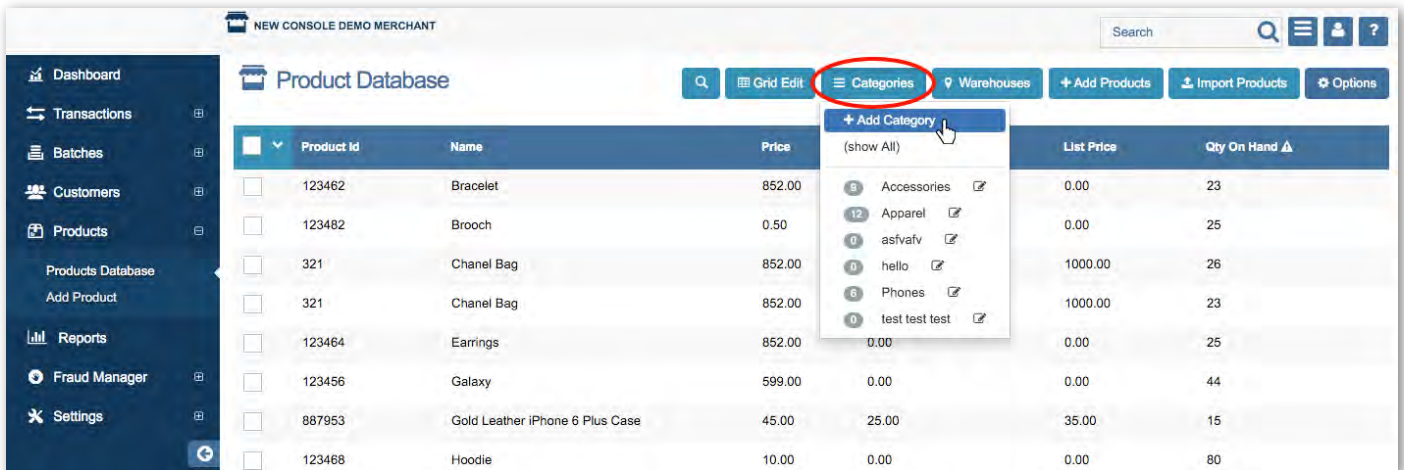 NEW CONSOLE DEMO MERCHANT
Search
?
Dashboard
Transactions
Batches
Customers
Products
Products Database
Add Product
Reports
Fraud Manager
Settings
Product Database
Grid Edit
Categories
Warehouses
+ Add Products
Import Products
Options
+ Add Category
(show All)
9 Accessories
12 Apparel
0 asfvafv
0 hello
6 Phones
0 test test test
Product Id Name Price List Price Qty On Hand
123462 Bracelet 852.00 0.00 23
123482 Brooch 0.50 0.00 25
321 Chanel Bag 852.00 1000.00 26
321 Chanel Bag 852.00 1000.00 23
123464 Earrings 852.00 0.00 0.00 25
123456 Galaxy 599.00 0.00 0.00 44
887953 Gold Leather iPhone 6 Plus Case 45.00 25.00 35.00 15
123468 Hoodie 10.00 0.00 0.00 80